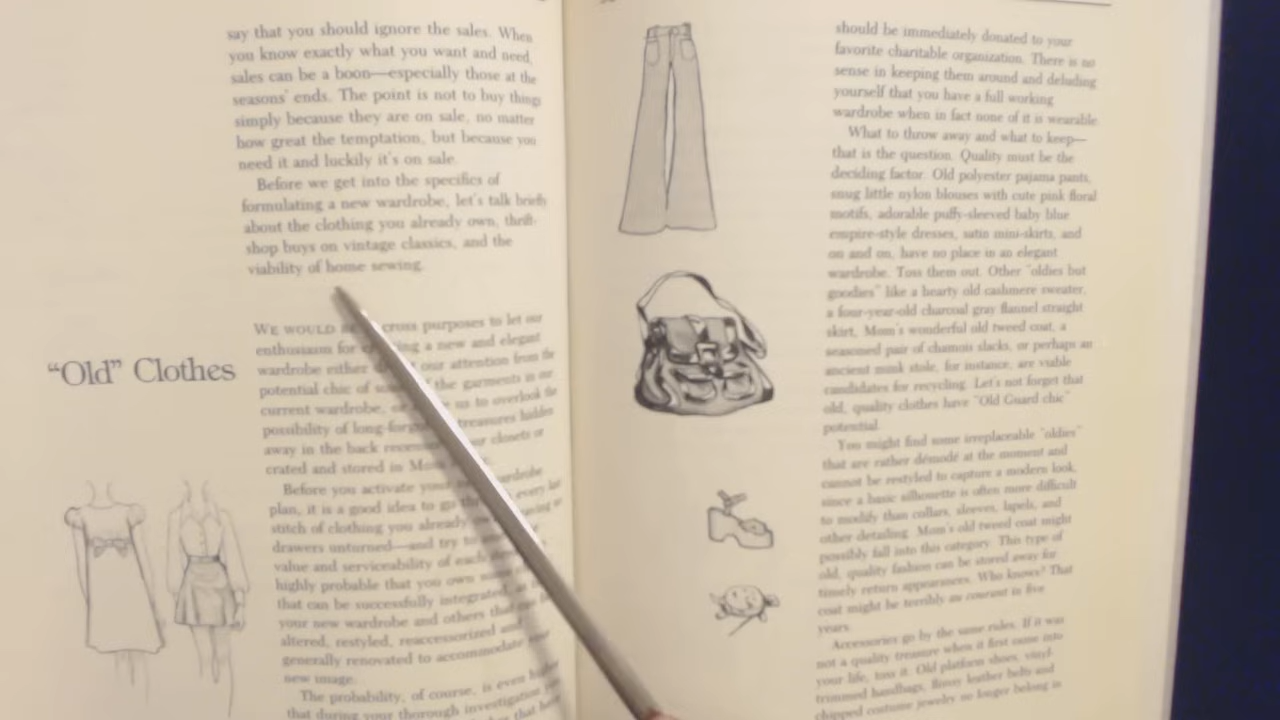 say that you should ignore the sales. When
you know exactly what you want and need,
sales can be a boon—especially those at the
seasons' ends. The point is not to buy things
simply because they are on sale, no matter
how great the temptation, but because you
need it and luckily it's on sale.
Before we get into the specifics of
formulating a new wardrobe, let's talk briefly
about the clothing you already own, thrift-
shop buys on vintage classics, and the
viability of home sewing.
"Old" Clothes
WE WOULD cross purposes to let our
enthusiasm for a new and elegant
wardrobe either our attention from the
potential chic of the garments in our
current wardrobe, us to overlook the
possibility of treasures hidden
away in the back our closets or
crated and stored in
Before you activate wardrobe
plan, it is a good idea to go every last
stitch of clothing you already
drawers unturned—and try to
value and serviceability of
highly probable that you own
that can be successfully integrated
your new wardrobe and others that
altered, restyled, reaccessorized and
generally renovated to accommodate your
new image.
The probability, of course, is even higher
that during your thorough investigation
that have
should be immediately donated to your
favorite charitable organization. There is no
sense in keeping them around and deluding
yourself that you have a full working
wardrobe when in fact none of it is wearable.
What to throw away and what to keep—
that is the question. Quality must be the
deciding factor. Old polyester pajama pants,
snug little nylon blouses with cute pink floral
motifs, adorable puffy-sleeved baby blue
empire-style dresses, satin mini-skirts, and
on and on, have no place in an elegant
wardrobe. Toss them out. Other "oldies but
goodies" like a hearty old cashmere sweater,
a four-year-old charcoal gray flannel straight
skirt, Mom's wonderful old tweed coat, a
seasoned pair of chamois slacks, or perhaps an
ancient mink stole, for instance, are viable
candidates for recycling. Let's not forget that
old, quality clothes have "Old Guard chic"
potential.
You might find some irreplaceable "oldies"
that are rather démodé at the moment and
cannot be restyled to capture a modern look,
since a basic silhouette is often more difficult
to modify than collars, sleeves, lapels, and
other detailing. Mom's old tweed coat might
possibly fall into this category. This type of
old, quality fashion can be stored away for
timely return appearances. Who knows? That
coat might be terribly au courant in five
years.
Accessories go by the same rules. If it was
not a quality treasure when it first came into
your life, toss it. Old platform shoes, vinyl-
trimmed handbags, flimsy leather belts and
chipped costume jewelry no longer belong in